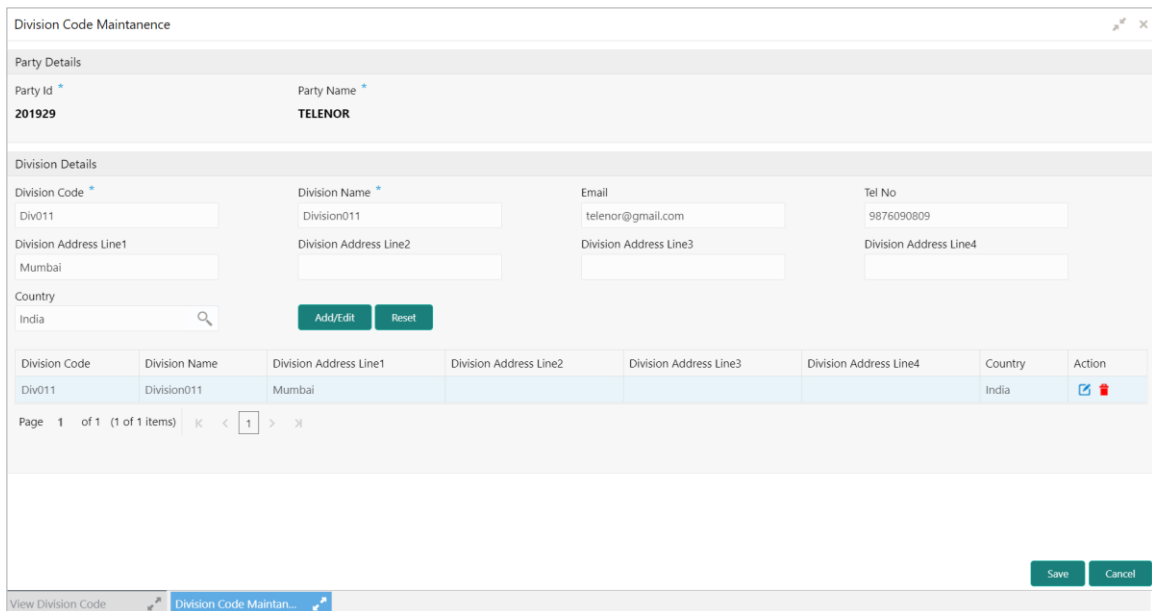 Division Code Maintanence
Party Details
Party Id * Party Name *
201929 TELENOR
Division Details
Division Code * Division Name * Email Tel No
Div011 Division011 telenor@gmail.com 9876090809
Division Address Line1 Division Address Line2 Division Address Line3 Division Address Line4
Mumbai
Country
India Add/Edit Reset
Division Code Division Name Division Address Line1 Division Address Line2 Division Address Line3 Division Address Line4 Country Action
Div011 Division011 Mumbai India
Page 1 of 1 (1 of 1 items) 1
Save Cancel
View Division Code Division Code Maintan...